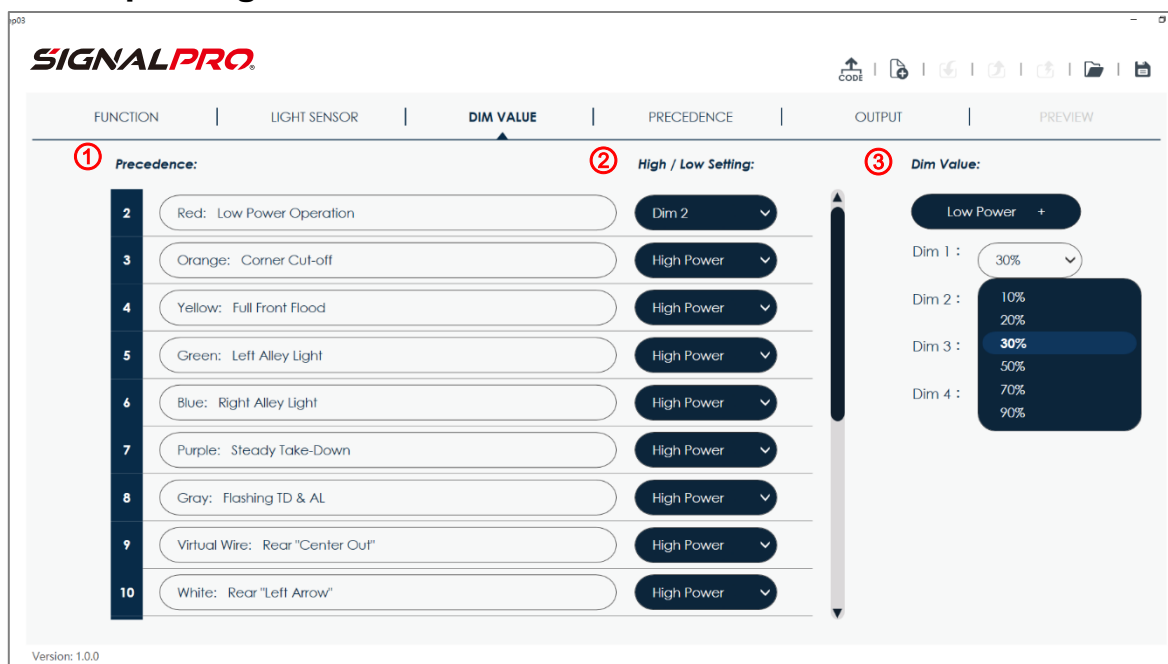 ep03
SIGNALPRO®
CODE
FUNCTION
LIGHT SENSOR
DIM VALUE
PRECEDENCE
OUTPUT
PREVIEW
1 Precedence:
2 High / Low Setting:
3 Dim Value:
2 Red: Low Power Operation Dim 2
3 Orange: Corner Cut-off High Power
4 Yellow: Full Front Flood High Power
5 Green: Left Alley Light High Power
6 Blue: Right Alley Light High Power
7 Purple: Steady Take-Down High Power
8 Gray: Flashing TD & AL High Power
9 Virtual Wire: Rear "Center Out" High Power
10 White: Rear "Left Arrow" High Power
Low Power +
Dim 1 : 30%
Dim 2 :
Dim 3 :
Dim 4 :
10%
20%
30%
50%
70%
90%
Version: 1.0.0